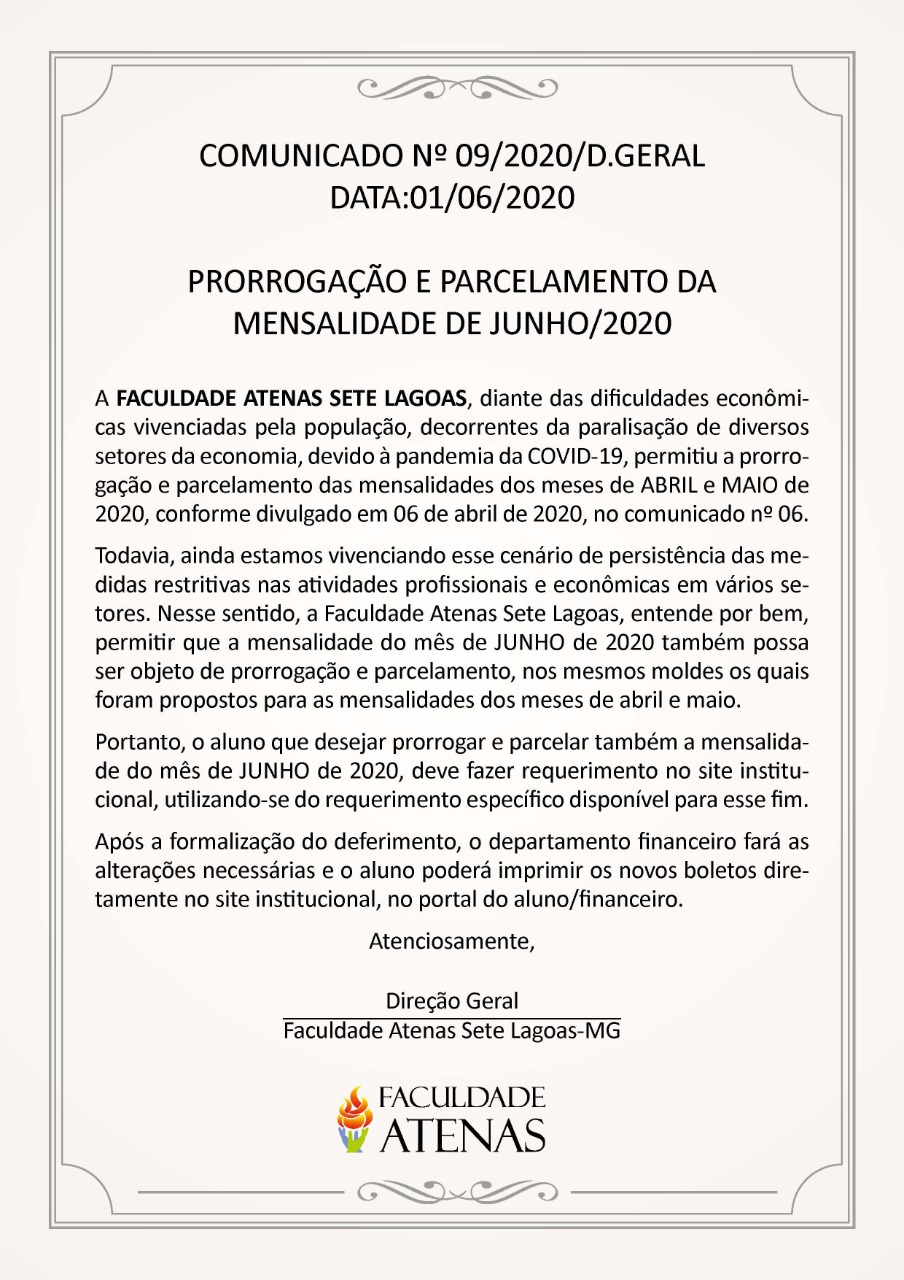 COMUNICADO Nº 09/2020/D.GERAL
DATA:01/06/2020
PRORROGAÇÃO E PARCELAMENTO DA
MENSALIDADE DE JUNHO/2020
A FACULDADE ATENAS SETE LAGOAS, diante das dificuldades econômi-
cas vivenciadas pela população, decorrentes da paralisação de diversos
setores da economia, devido à pandemia da COVID-19, permitiu a prorro-
gação e parcelamento das mensalidades dos meses de ABRIL e MAIO de
2020, conforme divulgado em 06 de abril de 2020, no comunicado nº 06.
Todavia, ainda estamos vivenciando esse cenário de persistência das me-
didas restritivas nas atividades profissionais e econômicas em vários se-
tores. Nesse sentido, a Faculdade Atenas Sete Lagoas, entende por bem,
permitir que a mensalidade do mês de JUNHO de 2020 também possa
ser objeto de prorrogação e parcelamento, nos mesmos moldes os quais
foram propostos para as mensalidades dos meses de abril e maio.
Portanto, o aluno que desejar prorrogar e parcelar também a mensalida-
de do mês de JUNHO de 2020, deve fazer requerimento no site institu-
cional, utilizando-se do requerimento específico disponível para esse fim.
Após a formalização do deferimento, o departamento financeiro fará as
alterações necessárias e o aluno poderá imprimir os novos boletos dire-
tamente no site institucional, no portal do aluno/financeiro.
Atenciosamente,
Direção Geral
Faculdade Atenas Sete Lagoas-MG
FACULDADE
ATENAS